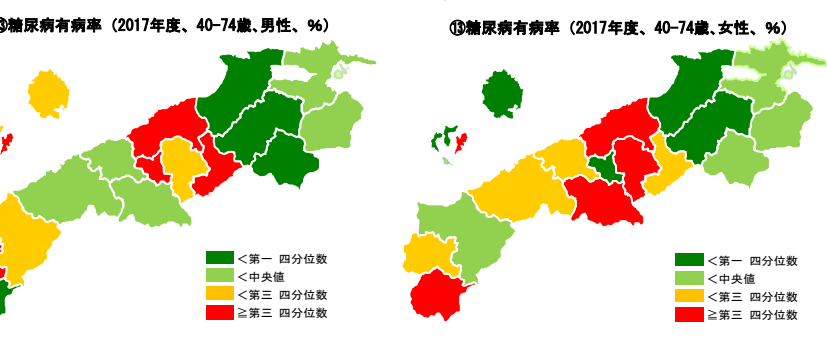 ⑬糖尿病有病率（2017年度、40-74歳、男性、％）
⑬糖尿病有病率（2017年度、40-74歳、女性、％）
＜第一 四分位数
＜中央値
＜第三 四分位数
≧第三 四分位数
＜第一 四分位数
＜中央値
＜第三 四分位数
≧第三 四分位数